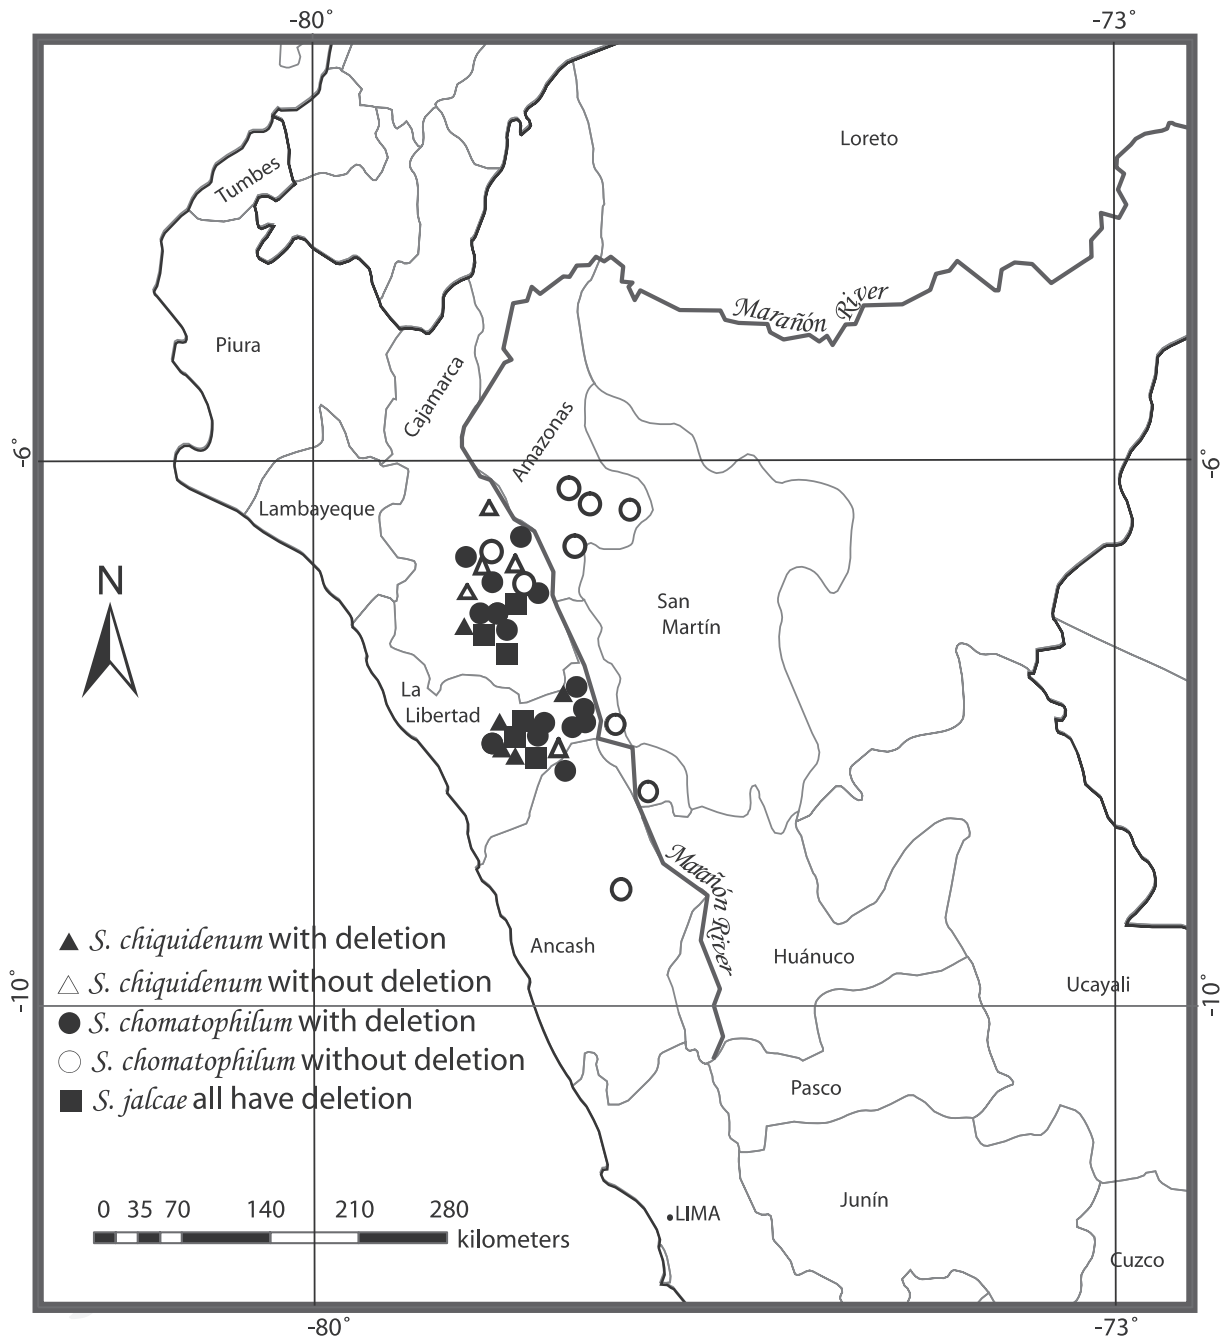 -80° -73°
Loreto
Tumbes
Marañón River
Piura
Cajamarca
Amazonas
-6° -6°
Lambayeque
N
San
Martín
La
Libertad
Marañón River
S. chiquidenum with deletion
Ancash
Huánuco
S. chiquidenum without deletion
Ucayali
-10° -10°
S. chomatophilum with deletion
S. chomatophilum without deletion
Pasco
S. jalcae all have deletion
Junín
0 35 70 140 210 280
LIMA
kilometers
Cuzco
-80° -73°